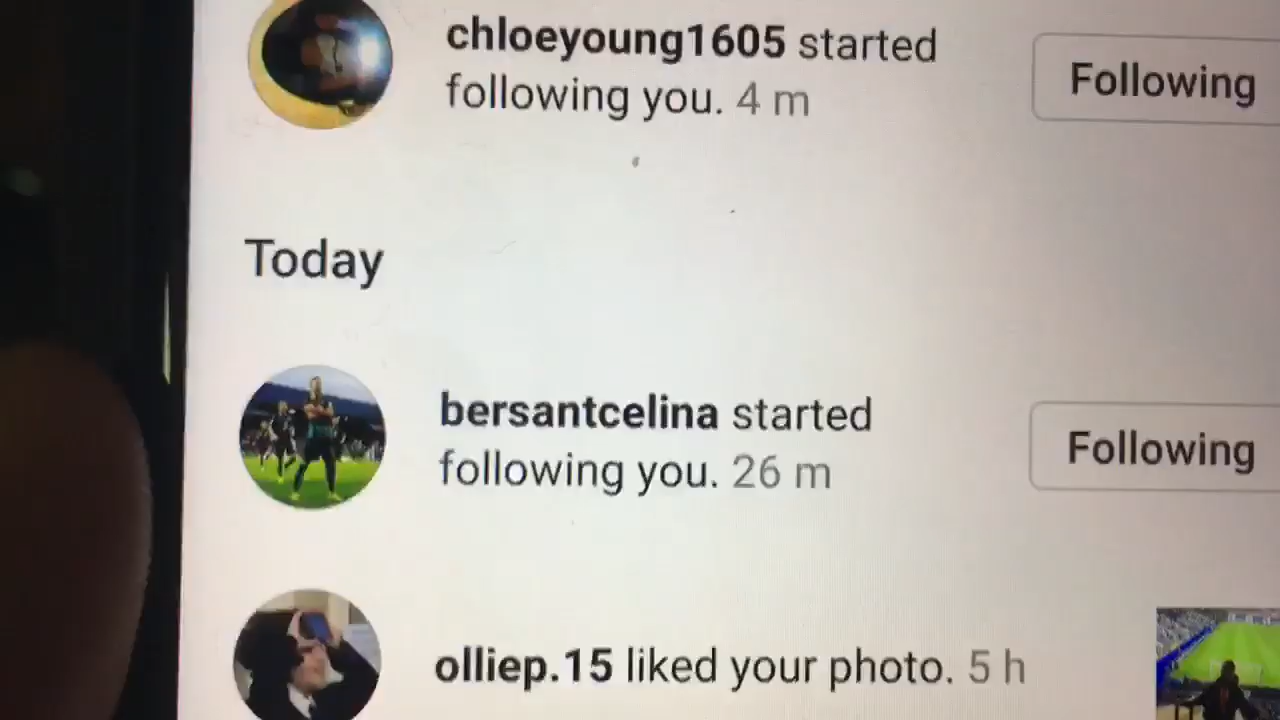 chloeyoung1605 started
following you. 4 m
Following
Today
bersantcelina started
following you. 26 m
Following
olliep.15 liked your photo. 5 h